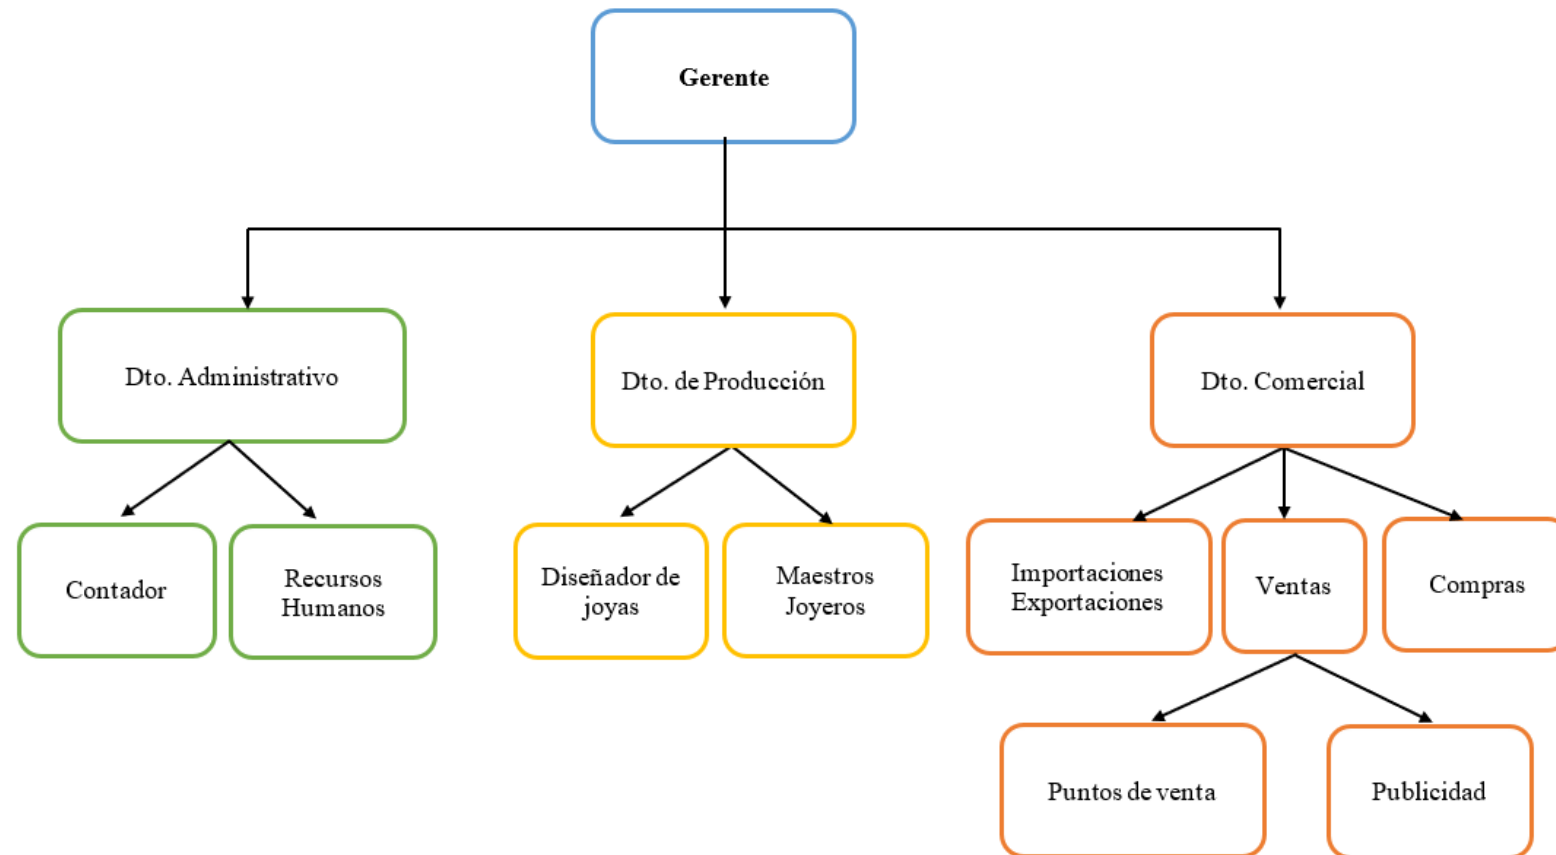 Gerente
Dto. Administrativo
Dto. de Producción
Dto. Comercial
Contador
Recursos
Humanos
Diseñador de
joyas
Maestros
Joyeros
Importaciones
Exportaciones
Ventas
Compras
Puntos de venta
Publicidad